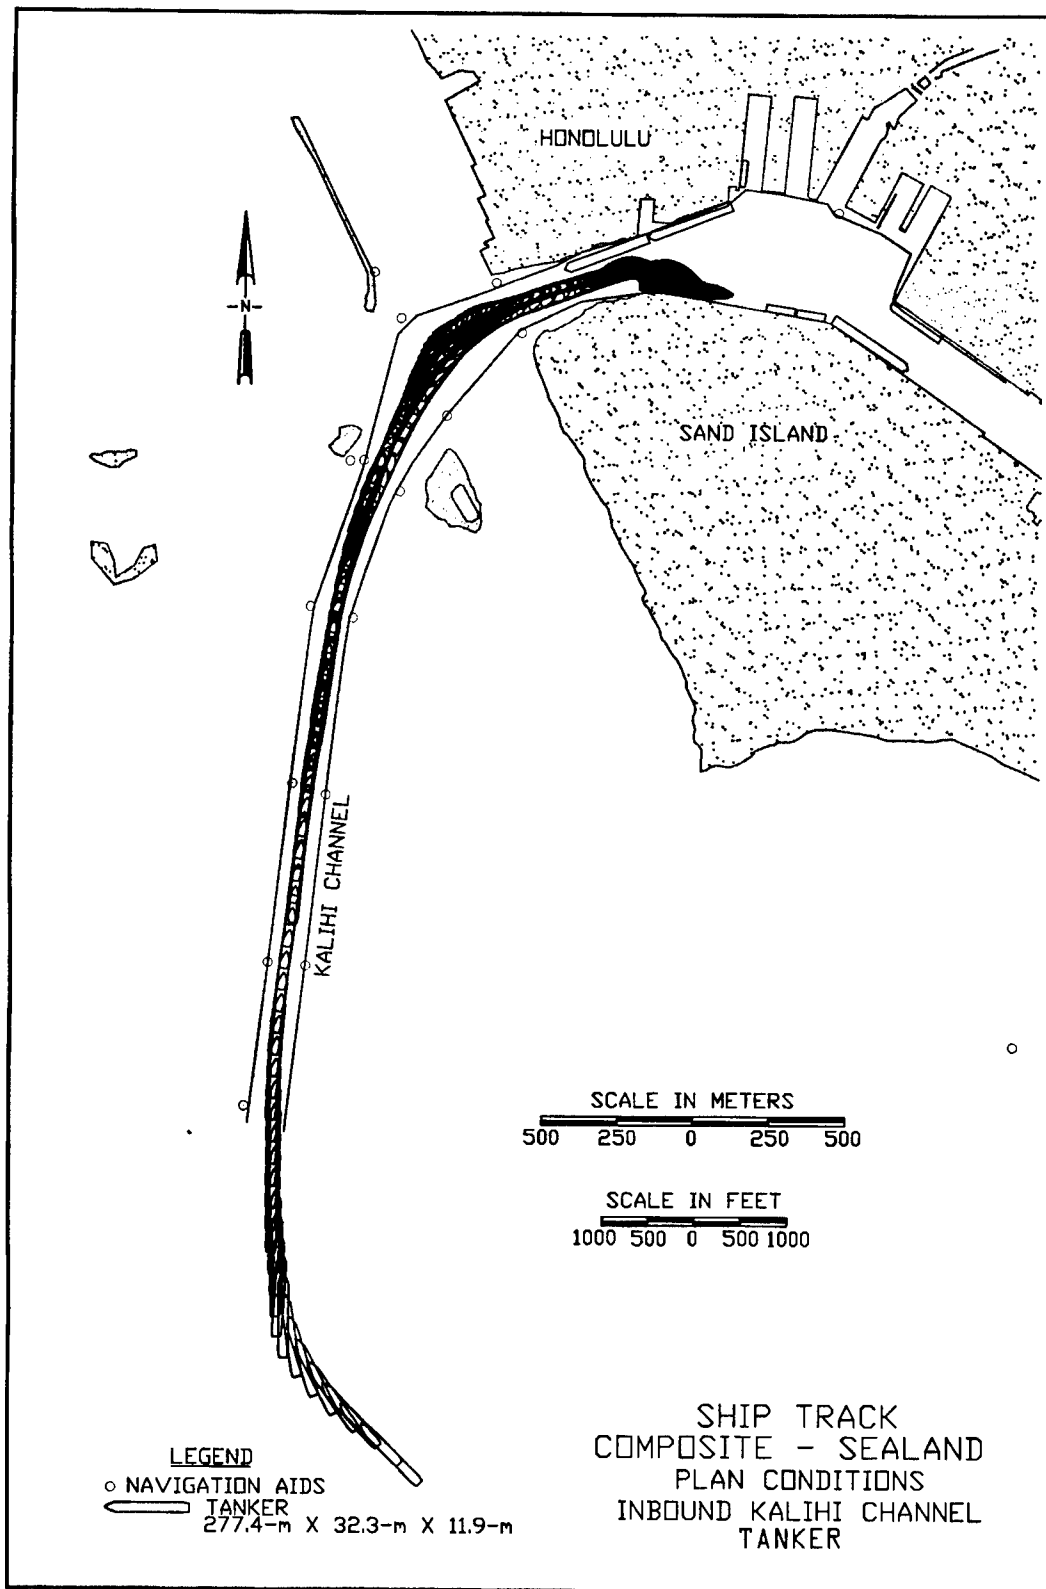 HONOLULU
-N-
SAND ISLAND
KALIHI CHANNEL
SCALE IN METERS
500 250 0 250 500
SCALE IN FEET
1000 500 0 500 1000
SHIP TRACK
COMPOSITE - SEALAND
PLAN CONDITIONS
INBOUND KALIHI CHANNEL
TANKER
LEGEND
NAVIGATION AIDS
TANKER
277.4-m X 32.3-m X 11.9-m